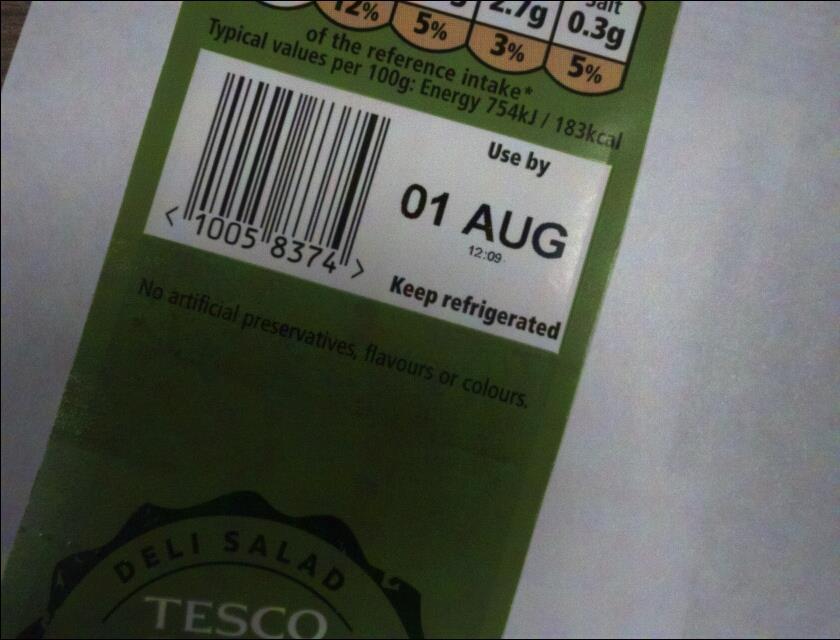 12% 5% 2.7g 3% Salt 0.3g 5%
of the reference intake*
Typical values per 100g: Energy 754kJ / 183kcal
Use by
01 AUG
12:09
<1005 8374>
Keep refrigerated
No artificial preservatives, flavours or colours.
DELI SALAD
TESCO